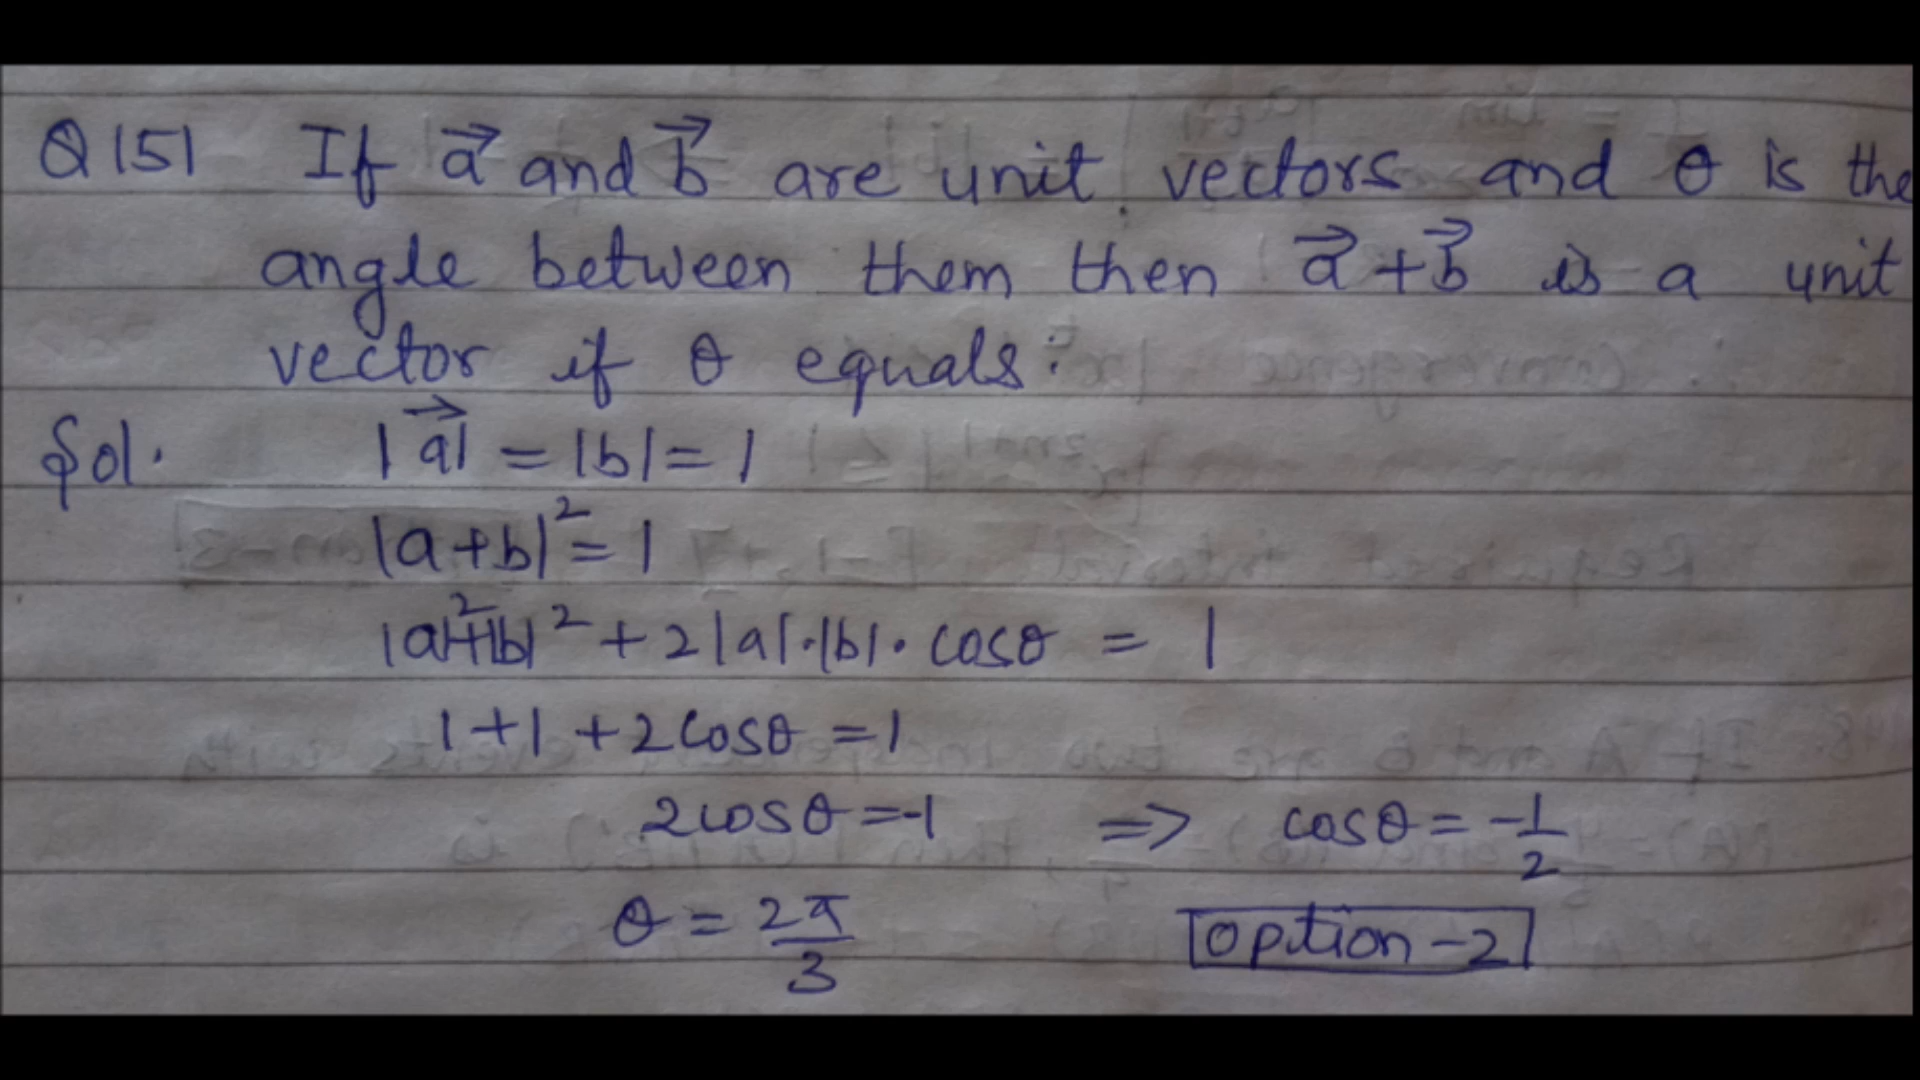 Q151 If a⃗ and b⃗ are unit vectors and θ is the
angle between them then a⃗ + b⃗ is a unit
vector if θ equals:
Sol. |a⃗| = |b| = 1
|a+b|² = 1
|a|²+|b|² + 2|a|·|b|· cosθ = 1
1+1 +2cosθ = 1
2cosθ = -1 ⇒ cosθ = -1/2
θ = 2π/3 option-2